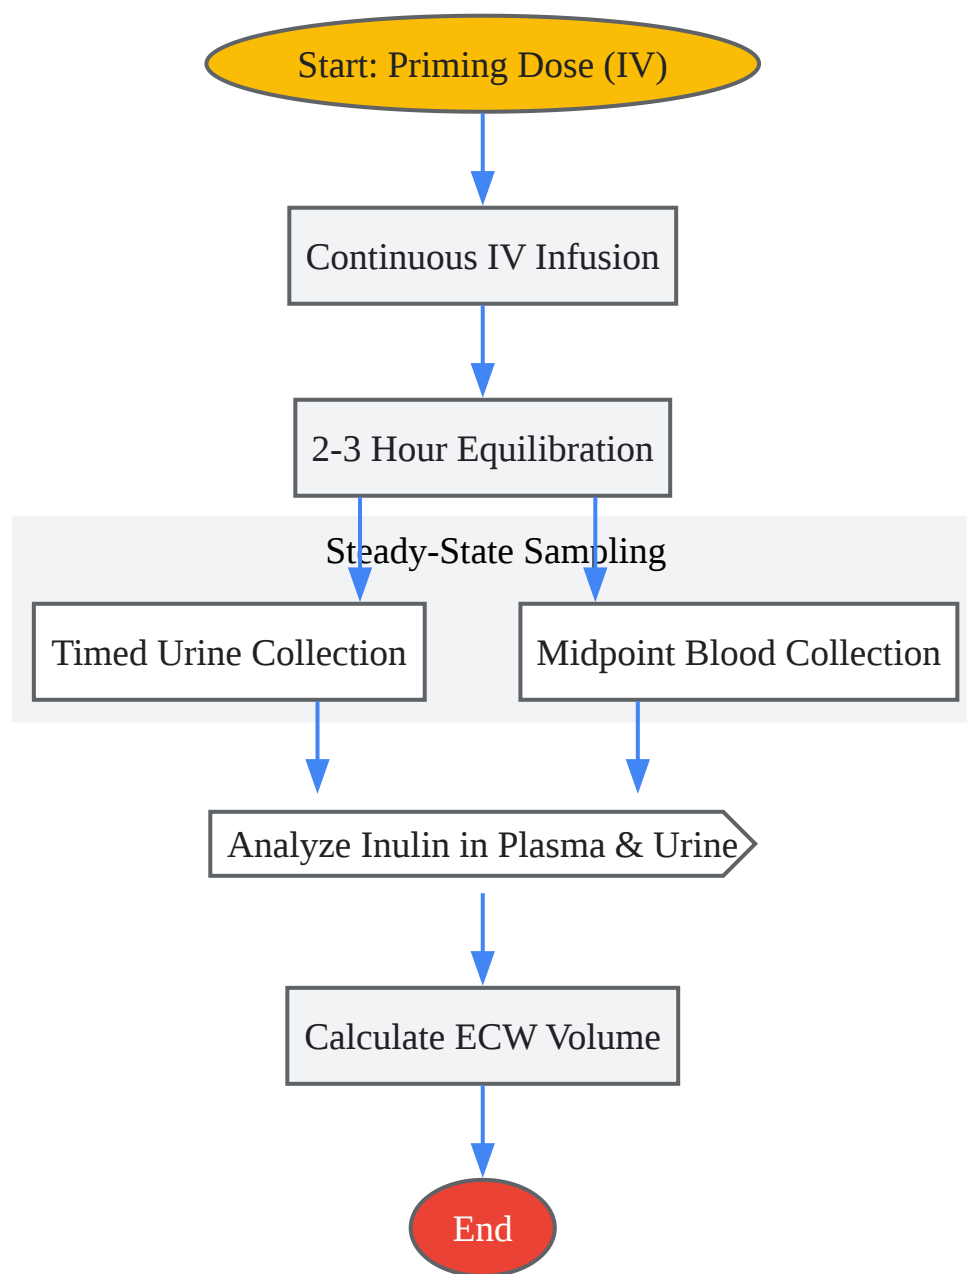 Start: Priming Dose (IV)
Continuous IV Infusion
2-3 Hour Equilibration
Steady-State Sampling
Timed Urine Collection
Midpoint Blood Collection
Analyze Inulin in Plasma & Urine
Calculate ECW Volume
End